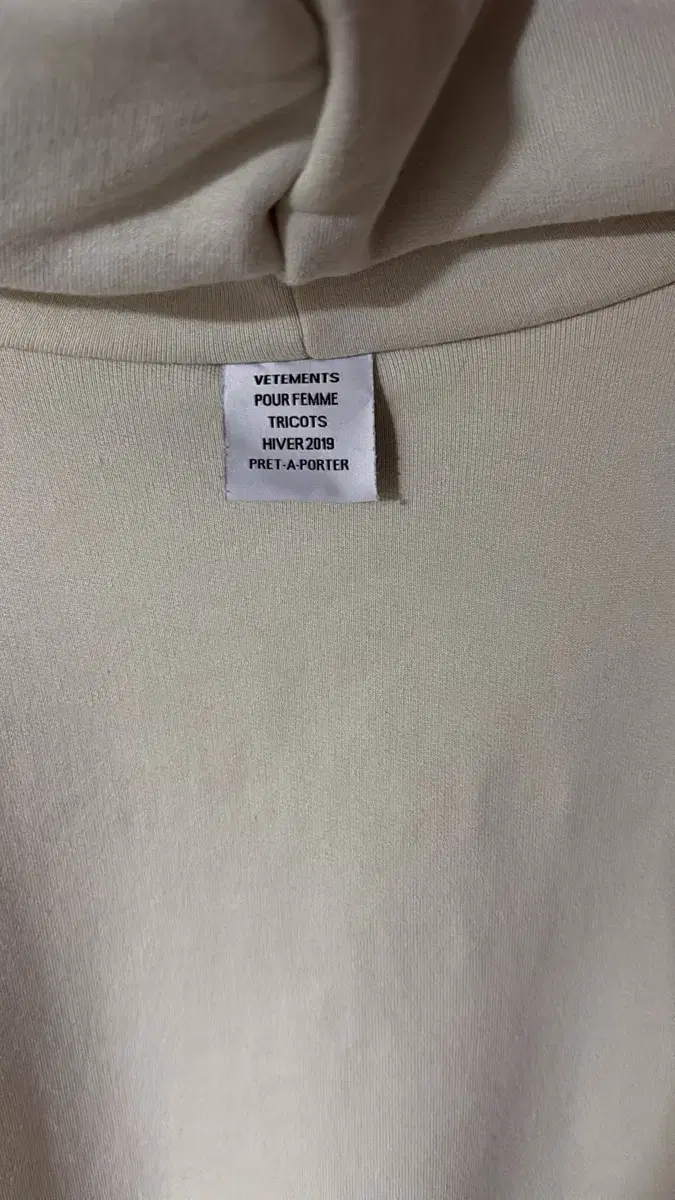 VETEMENTS
POUR FEMME
TRICOTS
HIVER 2019
PRET-A-PORTER